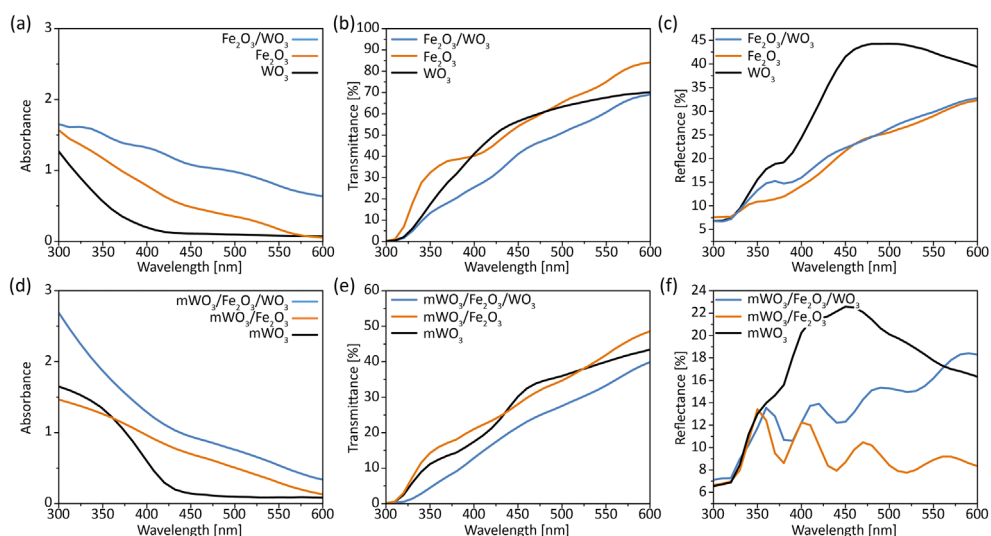 (a)
3
2
1
0
Absorbance
Fe₂O₃/WO₃
Fe₂O₃
WO₃
300 350 400 450 500 550 600
Wavelength [nm]
(b)
100
90
80
70
60
50
40
30
20
10
0
Transmittance [%]
Fe₂O₃/WO₃
Fe₂O₃
WO₃
300 350 400 450 500 550 600
Wavelength [nm]
(c)
45
40
35
30
25
20
15
10
5
Reflectance [%]
Fe₂O₃/WO₃
Fe₂O₃
WO₃
300 350 400 450 500 550 600
Wavelength [nm]
(d)
3
2
1
0
Absorbance
mWO₃/Fe₂O₃/WO₃
mWO₃/Fe₂O₃
mWO₃
300 350 400 450 500 550 600
Wavelength [nm]
(e)
60
50
40
30
20
10
0
Transmittance [%]
mWO₃/Fe₂O₃/WO₃
mWO₃/Fe₂O₃
mWO₃
300 350 400 450 500 550 600
Wavelength [nm]
(f)
24
22
20
18
16
14
12
10
8
6
Reflectance [%]
mWO₃/Fe₂O₃/WO₃
mWO₃/Fe₂O₃
mWO₃
300 350 400 450 500 550 600
Wavelength [nm]